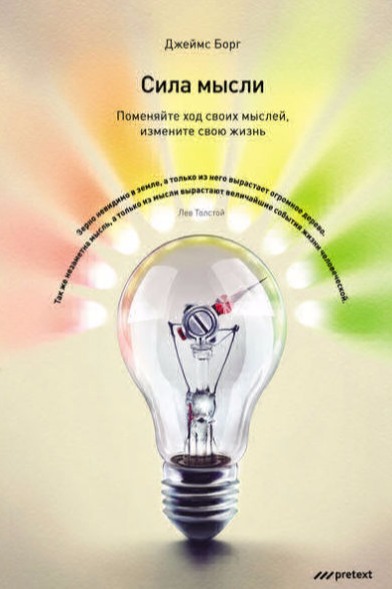 Джеймс Борг
Сила мысли
Поменяйте ход своих мыслей,
измените свою жизнь
Зерно невидимо в земле, а только из него вырастает огромное дерево.
Так же незаметна мысль, а только из мысли вырастают величайшие события жизни человеческой.
Лев Толстой
pretext